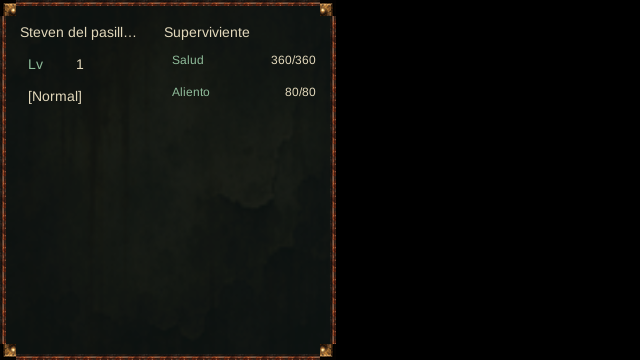 Steven del pasill… Superviviente
Lv 1 Salud 360/360
[Normal] Aliento 80/80